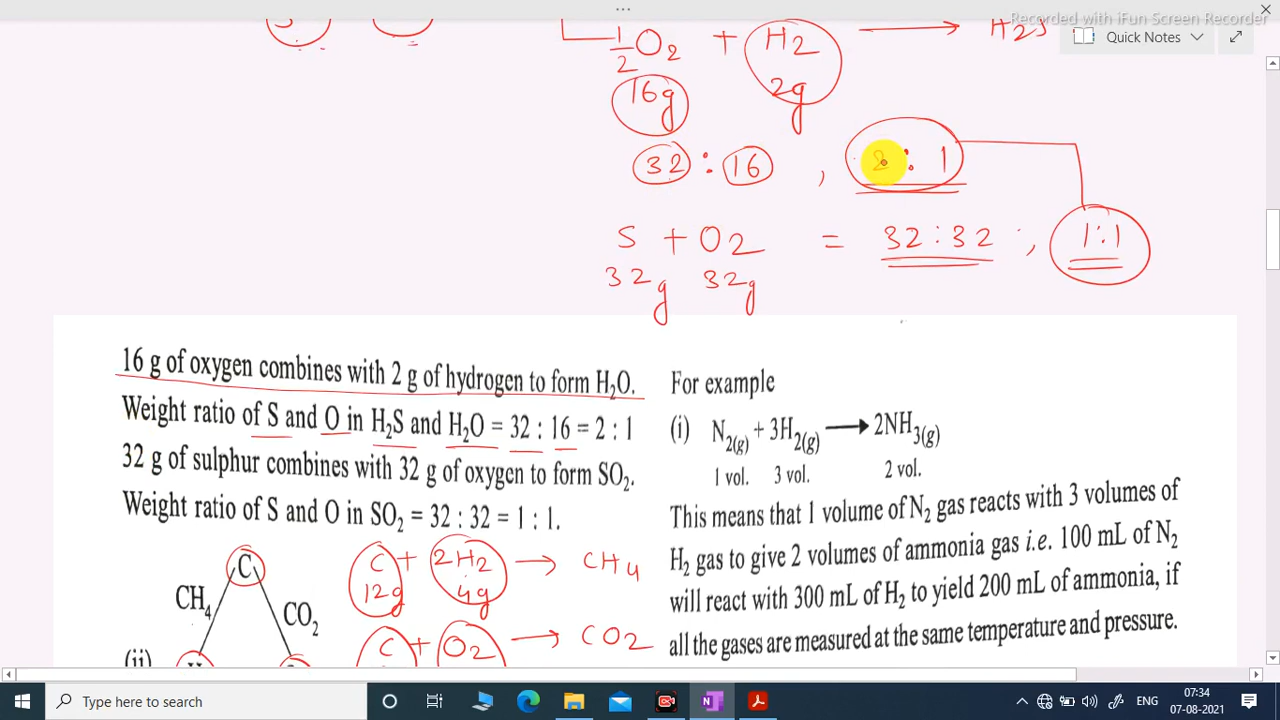 Recorded with iFun Screen Recorder
Quick Notes
1/2 O2 + H2 → H2S
16g 2g
32 : 16 , 2 : 1
S + O2 = 32 : 32 ; 1 : 1
32g 32g
16 g of oxygen combines with 2 g of hydrogen to form H₂O.
Weight ratio of S and O in H₂S and H₂O = 32 : 16 = 2 : 1
32 g of sulphur combines with 32 g of oxygen to form SO₂.
Weight ratio of S and O in SO₂ = 32 : 32 = 1 : 1.
C
CH₄
CO₂
(ii)
C + 2H2 → CH4
12g 4g
C + O2 → CO2
For example
(i) N₂(g) + 3H₂(g) ⟶ 2NH₃(g)
1 vol. 3 vol. 2 vol.
This means that 1 volume of N₂ gas reacts with 3 volumes of
H₂ gas to give 2 volumes of ammonia gas i.e. 100 mL of N₂
will react with 300 mL of H₂ to yield 200 mL of ammonia, if
all the gases are measured at the same temperature and pressure.
Type here to search
ENG
07:34
07-08-2021